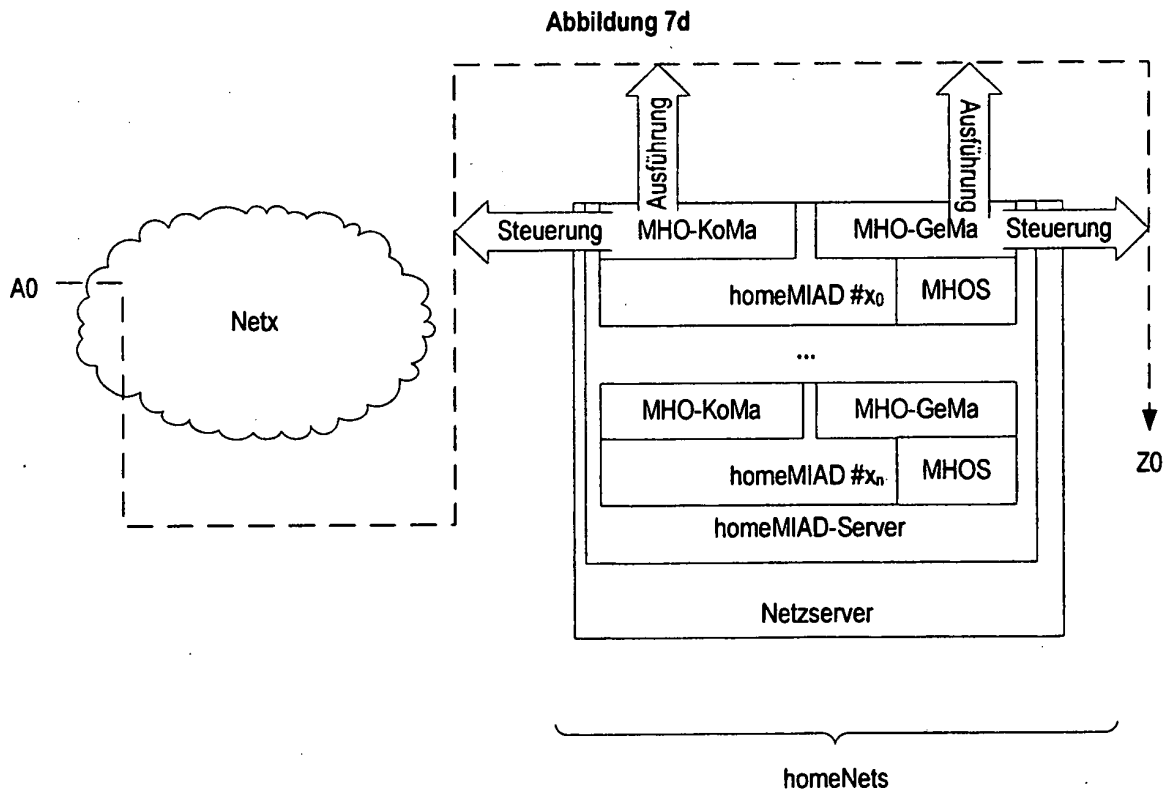 Abbildung 7d
Ausführung
Ausführung
Steuerung
MHO-KoMa
MHO-GeMa
Steuerung
A0
Netx
homeMIAD #x₀
MHOS
...
MHO-KoMa
MHO-GeMa
homeMIAD #xₙ
MHOS
Z0
homeMIAD-Server
Netzserver
homeNets